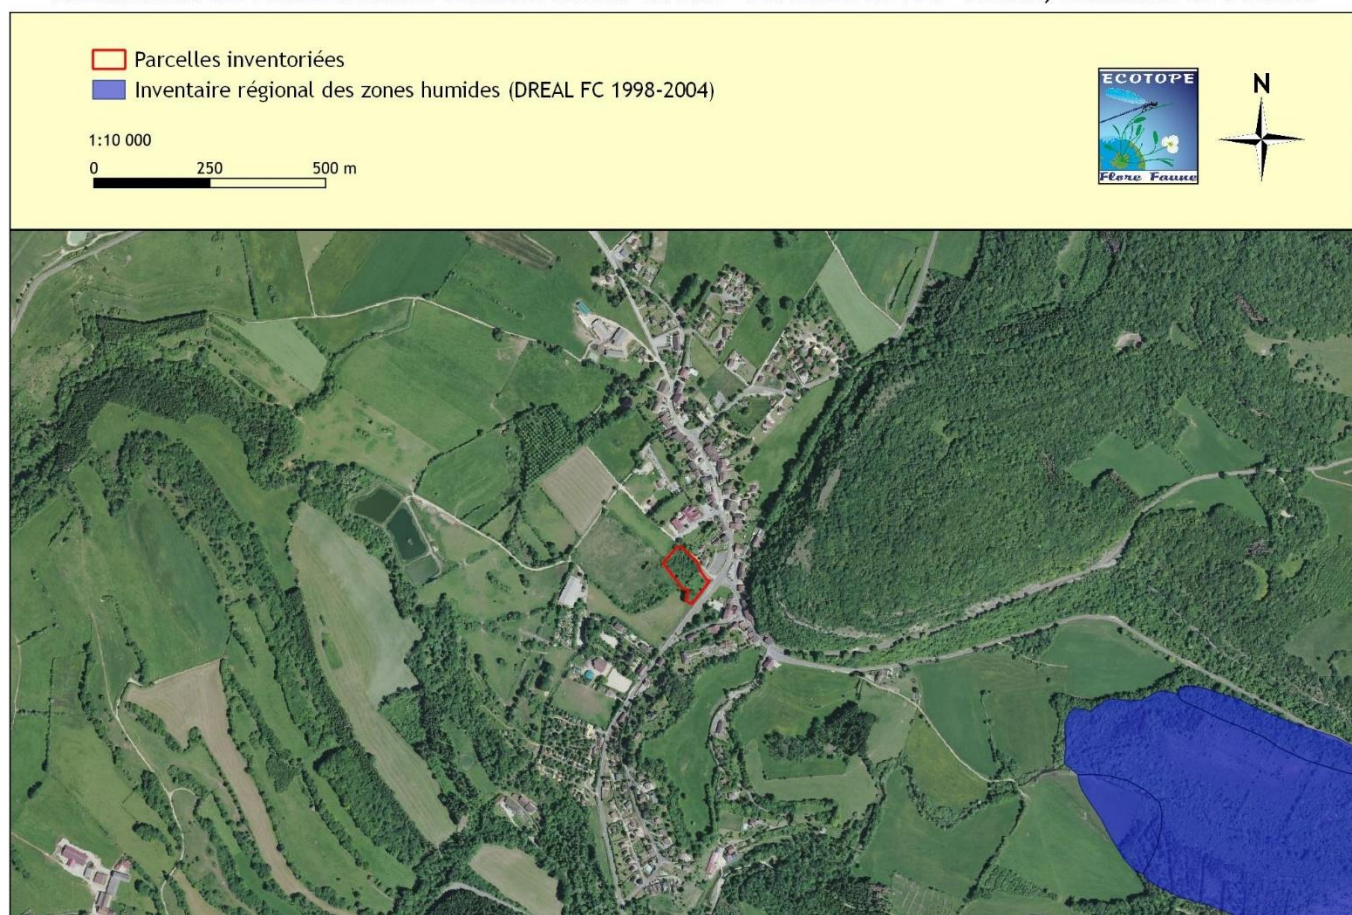 Parcelles inventoriées
Inventaire régional des zones humides (DREAL FC 1998-2004)
1:10 000
0 250 500 m
ECOTOPE
Flore Faune
N